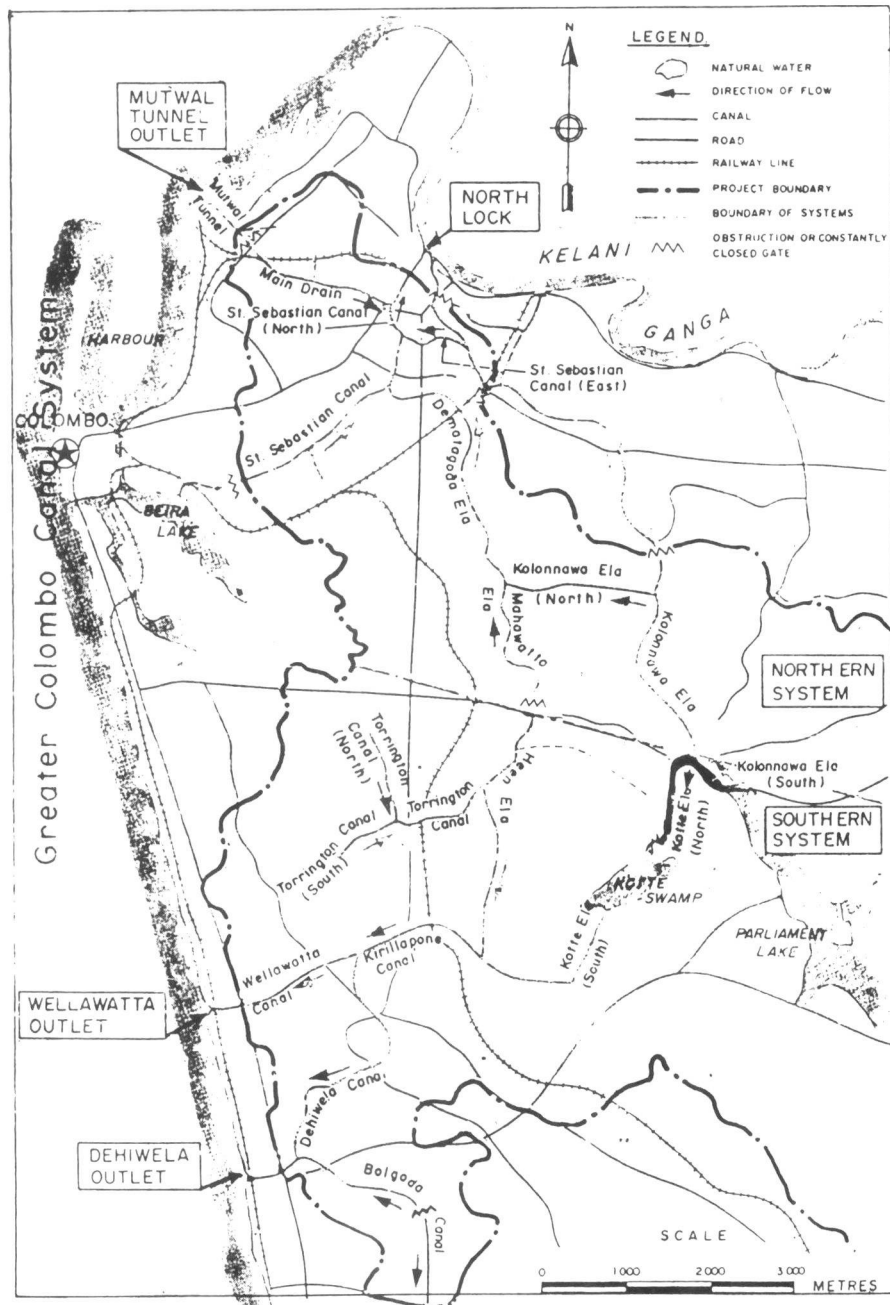 Greater Colombo Canal System
LEGEND
NATURAL WATER
DIRECTION OF FLOW
CANAL
ROAD
RAILWAY LINE
PROJECT BOUNDARY
BOUNDARY OF SYSTEMS
OBSTRUCTION OR CONSTANTLY
CLOSED GATE
N
MUTWAL
TUNNEL
OUTLET
Mutwal
Tunnel
NORTH
LOCK
KELANI
GANGA
Main Drain
St. Sebastian Canal
(North)
HARBOUR
St. Sebastian
Canal (East)
COLOMBO
St. Sebastian Canal
Dematagoda Ela
BEIRA
LAKE
Kolonnawa Ela
(North)
Mahawatta
Ela
Kolonnawa Ela
NORTHERN
SYSTEM
Torrington
Canal
(North)
Heen Ela
Kolonnawa Ela
(South)
Torrington
Canal
Kotte Ela
(North)
SOUTHERN
SYSTEM
Torrington Canal
(South)
KOTTE
SWAMP
Kotte Ela
(South)
PARLIAMENT
LAKE
Wellawatta
Canal
Kirillapone
Canal
WELLAWATTA
OUTLET
Dehiwela Canal
DEHIWELA
OUTLET
Bolgoda
Canal
SCALE
0 1000 2000 3000
METRES